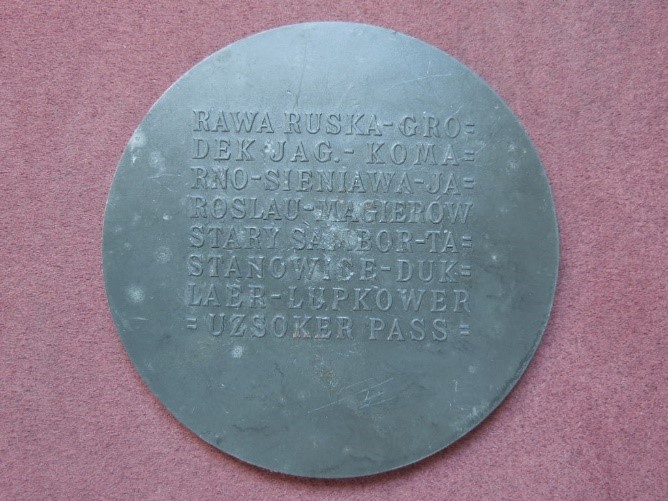 RAWA RUSKA-GRO=
DEK JAG.- KOMA=
RNO-SIENIAWA-JA=
ROSLAU-MAGIERÓW
STARY SAMBOR-TA=
STANOWICE-DUK=
LAER-LUPKOWER
= UZSOKER PASS =